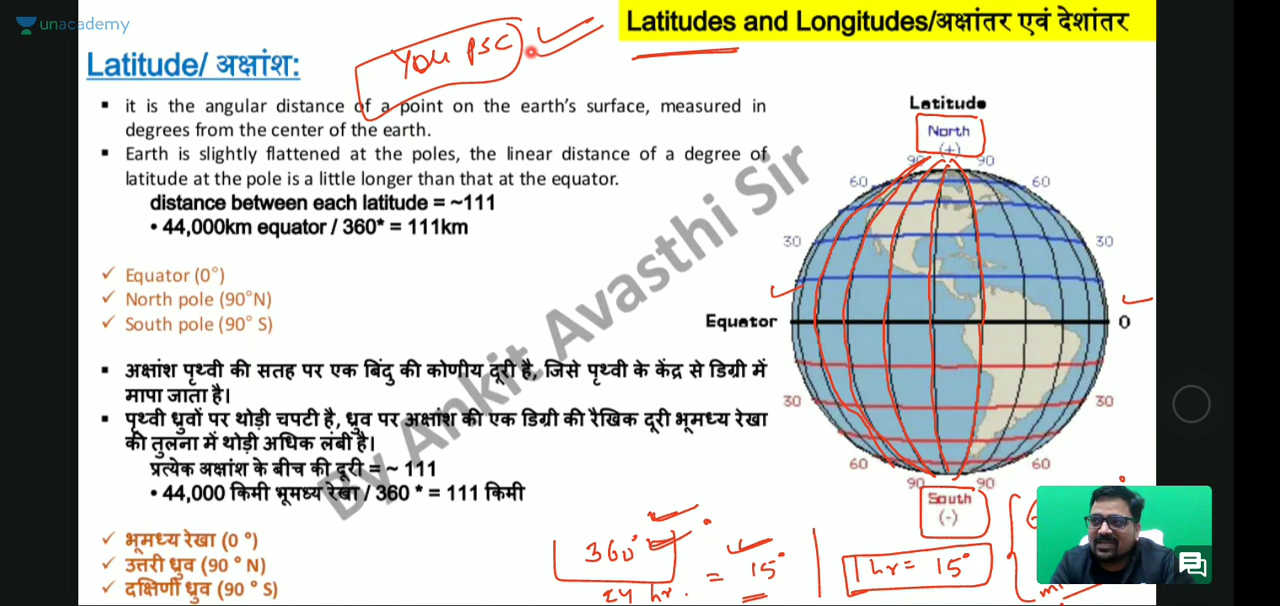 unacademy
Latitudes and Longitudes/अक्षांतर एवं देशांतर
You PSC
Latitude/ अक्षांश:
▪ it is the angular distance of a point on the earth's surface, measured in
degrees from the center of the earth.
▪ Earth is slightly flattened at the poles, the linear distance of a degree of
latitude at the pole is a little longer than that at the equator.
distance between each latitude = ~111
• 44,000km equator / 360* = 111km
✓ Equator (0°)
✓ North pole (90°N)
✓ South pole (90° S)
▪ अक्षांश पृथ्वी की सतह पर एक बिंदु की कोणीय दूरी है, जिसे पृथ्वी के केंद्र से डिग्री में
मापा जाता है।
▪ पृथ्वी ध्रुवों पर थोड़ी चपटी है, ध्रुव पर अक्षांश की एक डिग्री की रैखिक दूरी भूमध्य रेखा
की तुलना में थोड़ी अधिक लंबी है।
प्रत्येक अक्षांश के बीच की दूरी = ~ 111
• 44,000 किमी भूमध्य रेखा / 360 * = 111 किमी
✓ भूमध्य रेखा (0 °)
✓ उत्तरी ध्रुव (90 ° N)
✓ दक्षिणी ध्रुव (90 ° S)
By Ankit Avasthi Sir
Latitude
North
(+)
90 90
60 60
30 30
Equator 0
30 30
60 60
90 90
South
(-)
360°
24 hr.
= 15°
1 hr = 15°